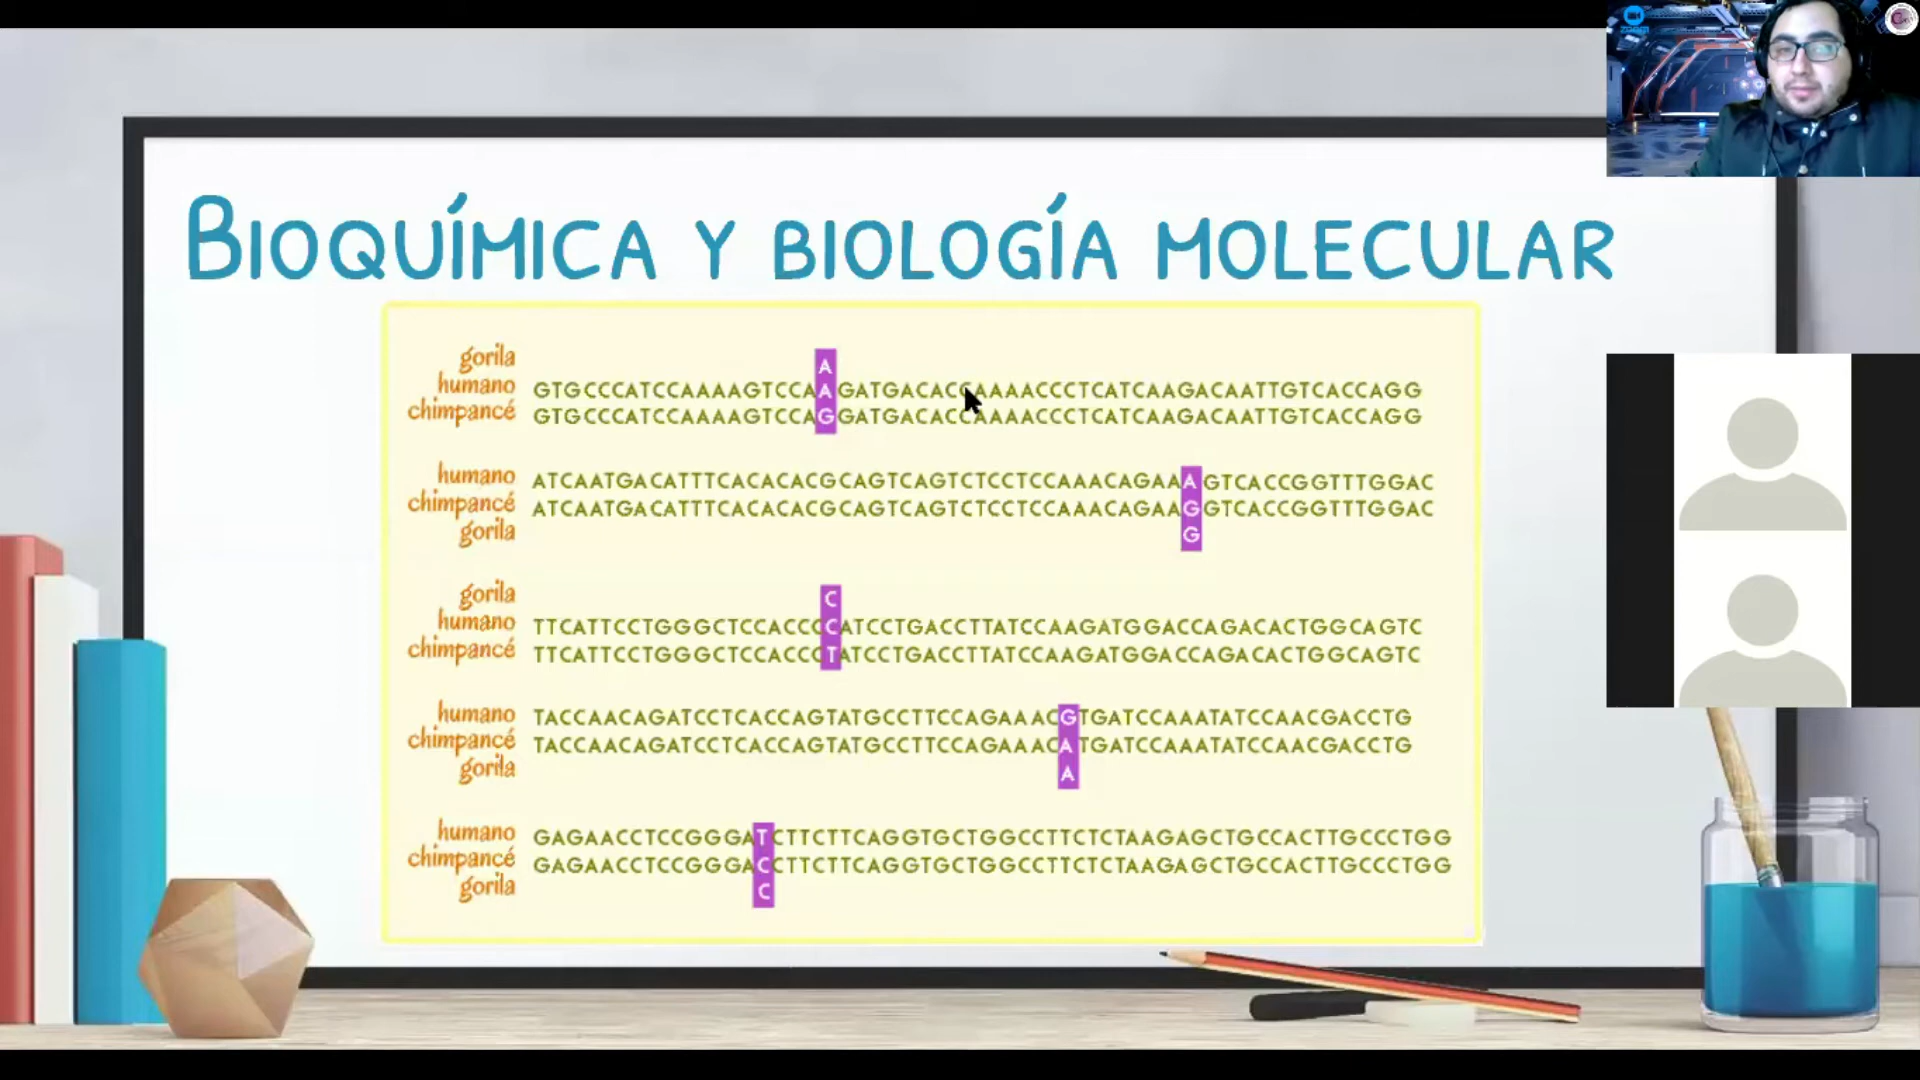 zoom
BIOQUÍMICA Y BIOLOGÍA MOLECULAR
gorila A
humano GTGCCCATCCAAAAGTCCAAGATGACACCAAAACCCTCATCAAGACAATTGTCACCAGG
chimpancé GTGCCCATCCAAAAGTCCAGGATGACACCAAAACCCTCATCAAGACAATTGTCACCAGG
humano ATCAATGACATTTCACACACGCAGTCAGTCTCCTCCAAACAGAAAGTCACCGGTTTGGAC
chimpancé ATCAATGACATTTCACACACGCAGTCAGTCTCCTCCAAACAGAAGGTCACCGGTTTGGAC
gorila G
gorila C
humano TTCATTCCTGGGCTCCACCCCATCCTGACCTTATCCAAGATGGACCAGACACTGGCAGTC
chimpancé TTCATTCCTGGGCTCCACCCTATCCTGACCTTATCCAAGATGGACCAGACACTGGCAGTC
humano TACCAACAGATCCTCACCAGTATGCCTTCCAGAAACGTGATCCAAATATCCAACGACCTG
chimpancé TACCAACAGATCCTCACCAGTATGCCTTCCAGAAACATGATCCAAATATCCAACGACCTG
gorila A
humano GAGAACCTCCGGGATCTTCTTCAGGTGCTGGCCTTCTCTAAGAGCTGCCACTTGCCCTGG
chimpancé GAGAACCTCCGGGACCTTCTTCAGGTGCTGGCCTTCTCTAAGAGCTGCCACTTGCCCTGG
gorila C